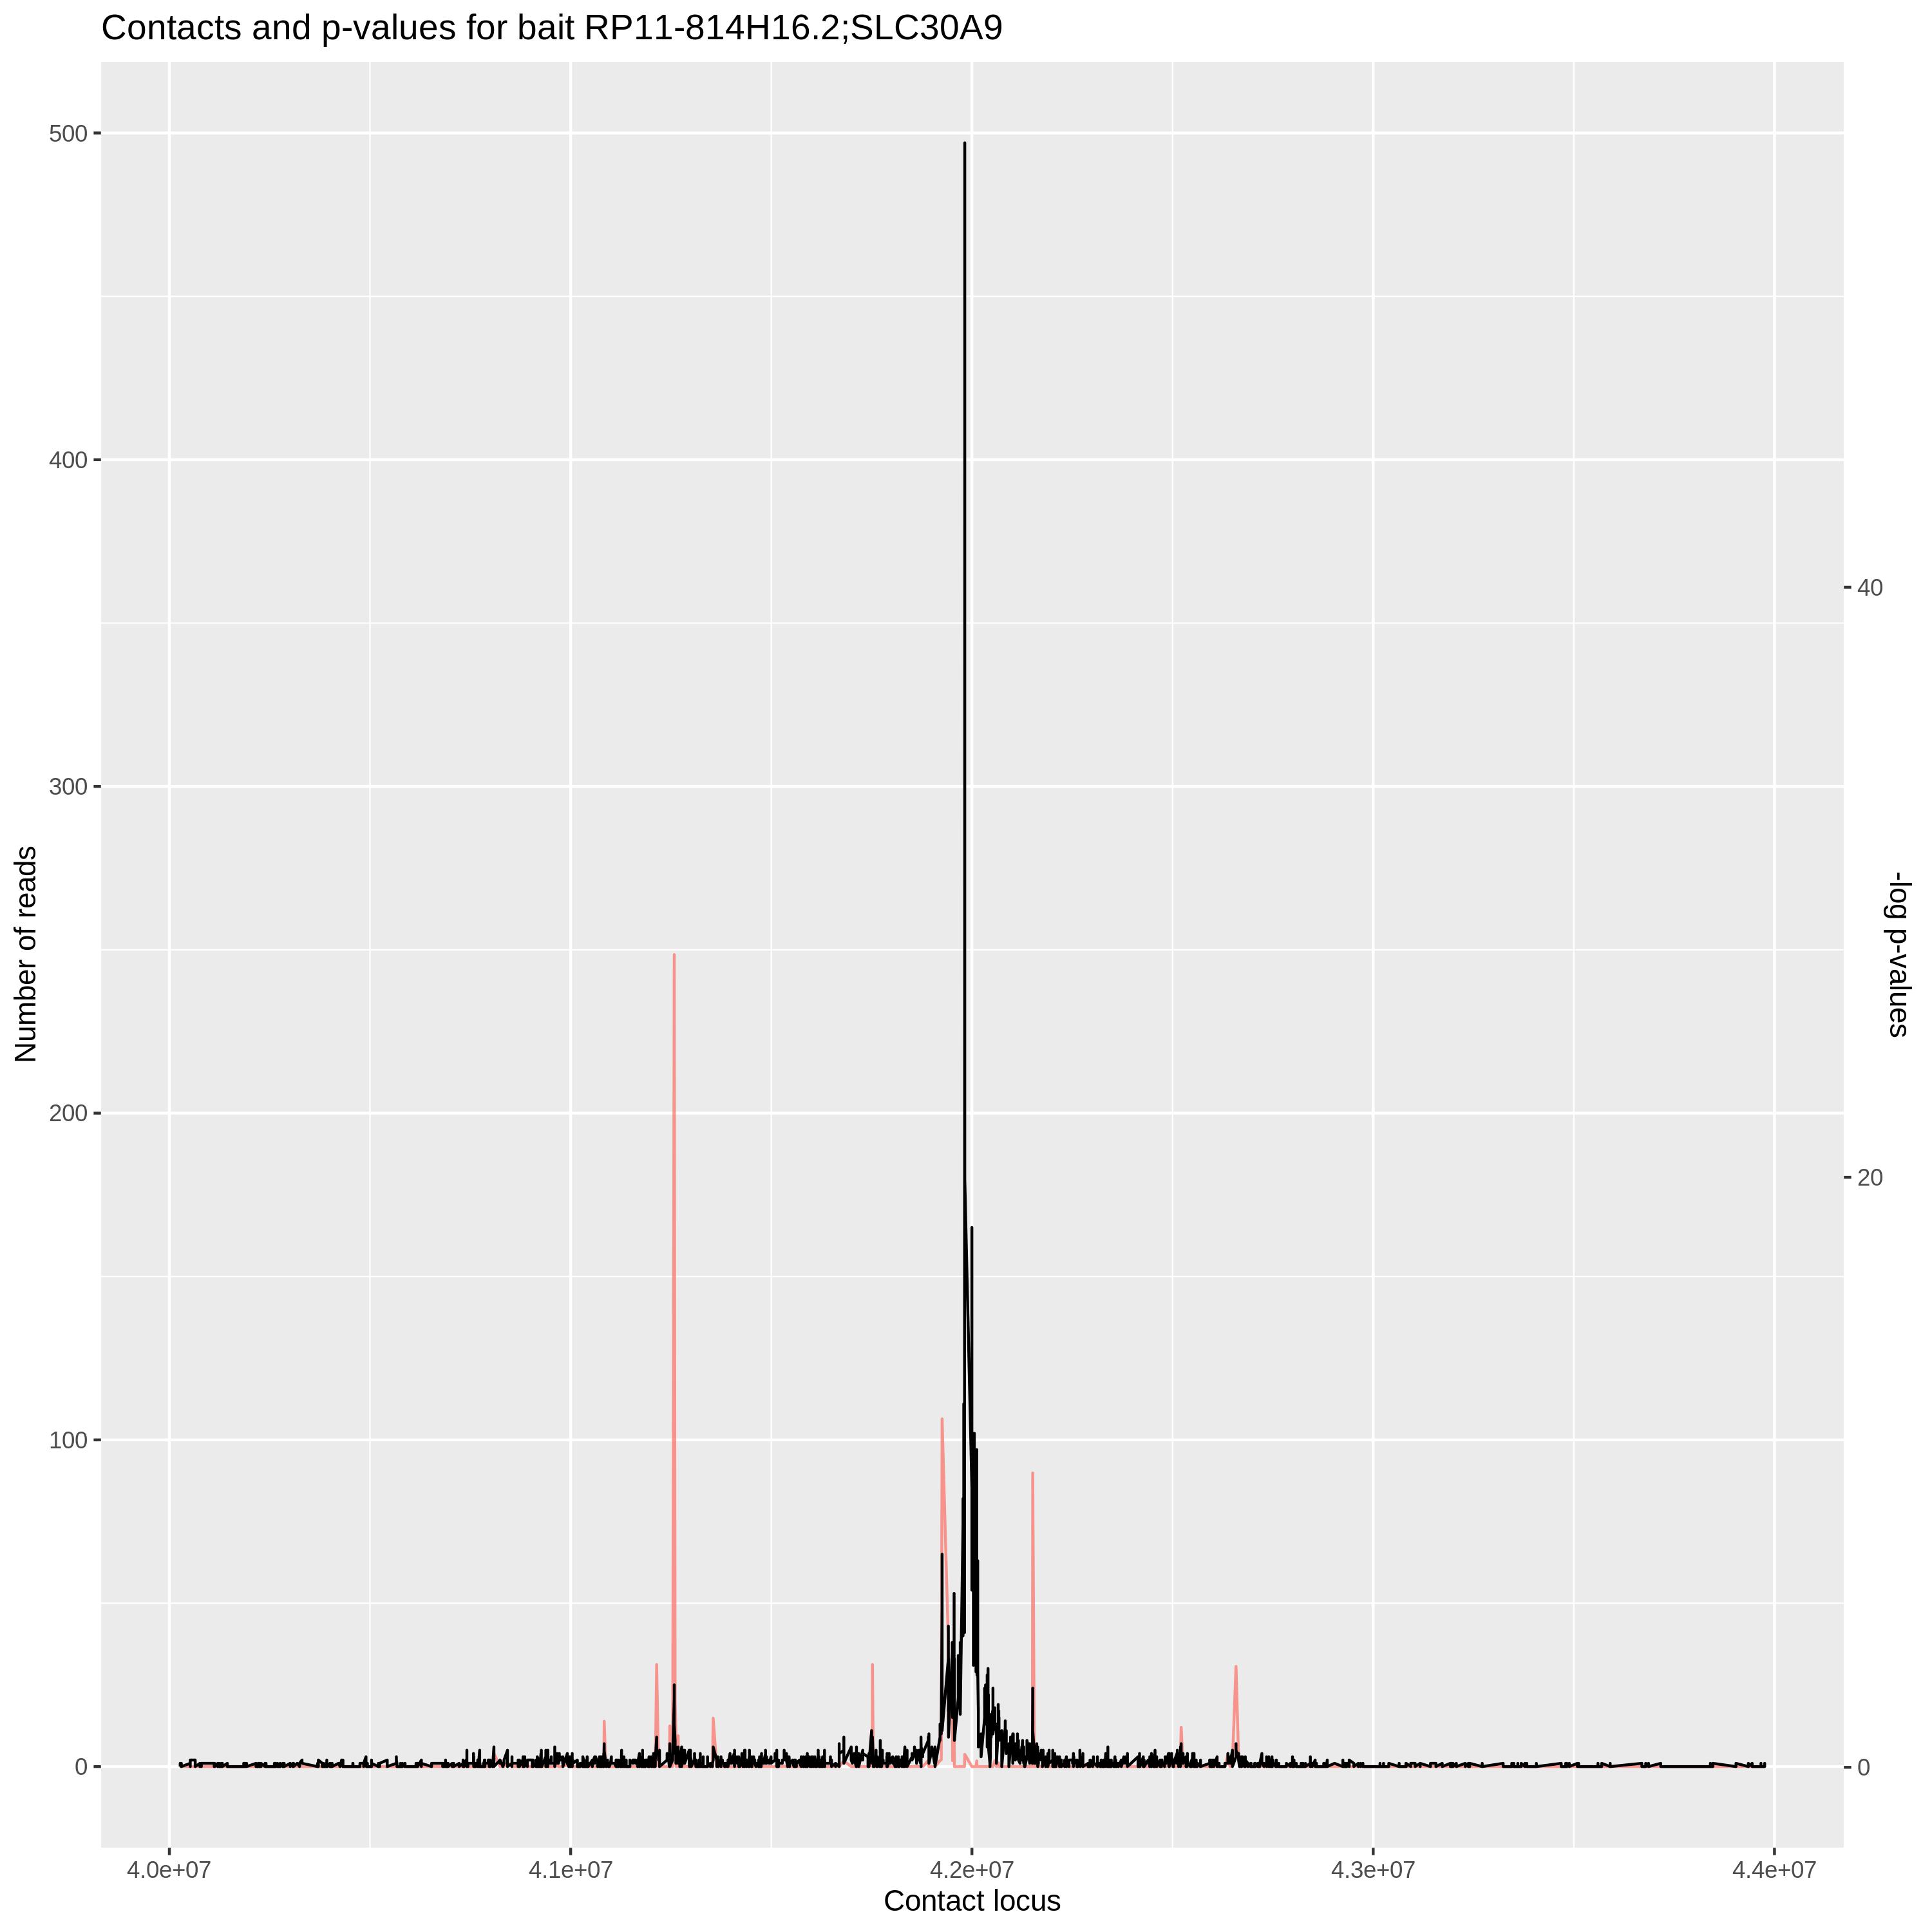 Contacts and p-values for bait RP11-814H16.2;SLC30A9
500
400
300
200
100
0
Number of reads
40
20
0
-log p-values
4.0e+07 4.1e+07 4.2e+07 4.3e+07 4.4e+07
Contact locus